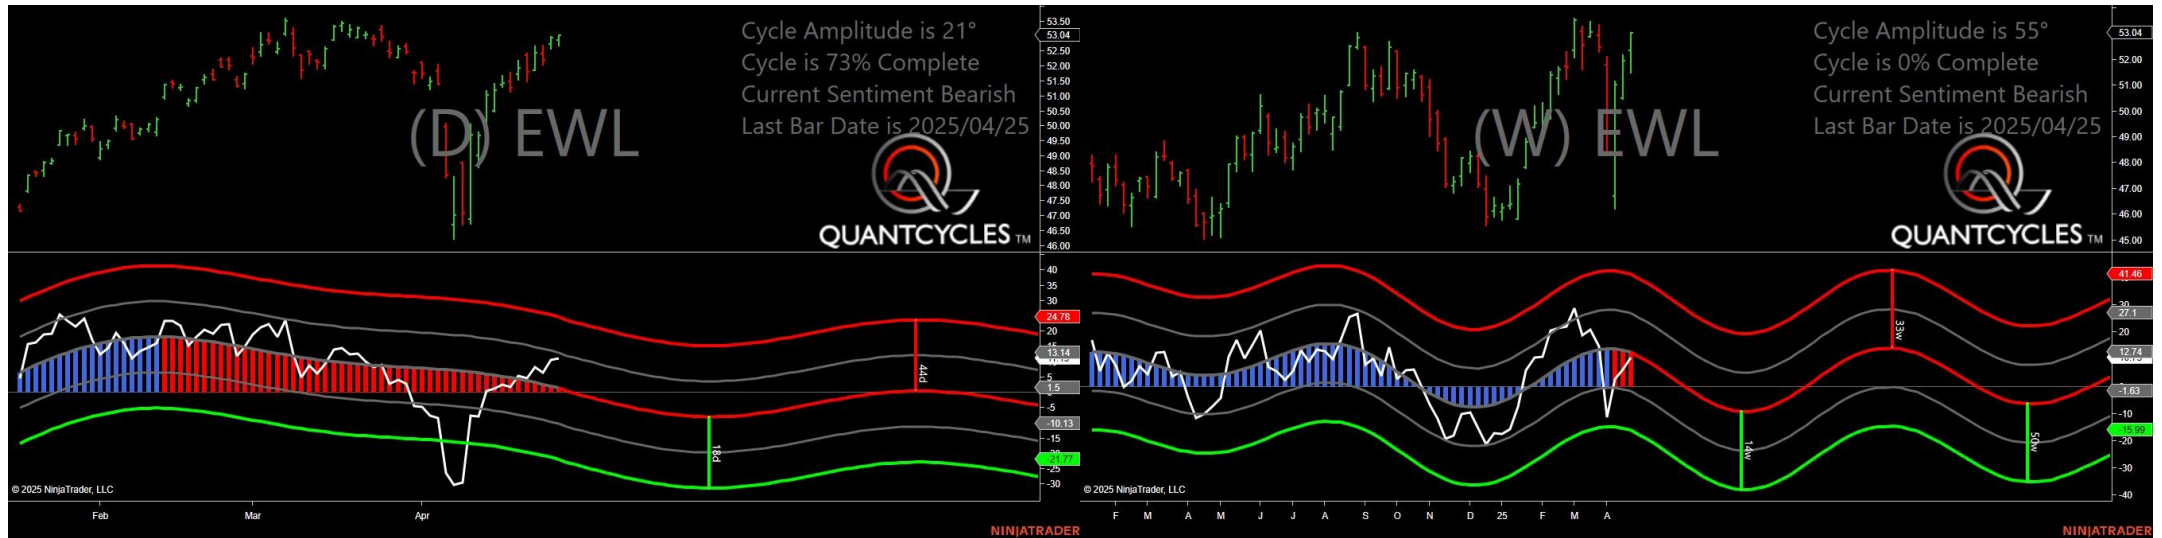 Cycle Amplitude is 21°
Cycle is 73% Complete
Current Sentiment Bearish
Last Bar Date is 2025/04/25
(D) EWL
QUANTCYCLES TM
53.50
53.04
52.50
52.00
51.50
51.00
50.50
50.00
49.50
49.00
48.50
48.00
47.50
47.00
46.50
46.00
40
35
30
24.78
20
13.14
5
1.5
-5
-10.13
-15
-21.77
-25
-30
44d
18d
© 2025 NinjaTrader, LLC
Feb Mar Apr
NINJATRADER
Cycle Amplitude is 55°
Cycle is 0% Complete
Current Sentiment Bearish
Last Bar Date is 2025/04/25
(W) EWL
QUANTCYCLES TM
53.04
52.00
51.00
50.00
49.00
48.00
47.00
46.00
45.00
41.46
30
27.1
20
12.74
-1.63
-10
-15.99
-20
-30
-40
33w
14w
50w
© 2025 NinjaTrader, LLC
F M A M J J A S O N D 25 F M A
NINJATRADER